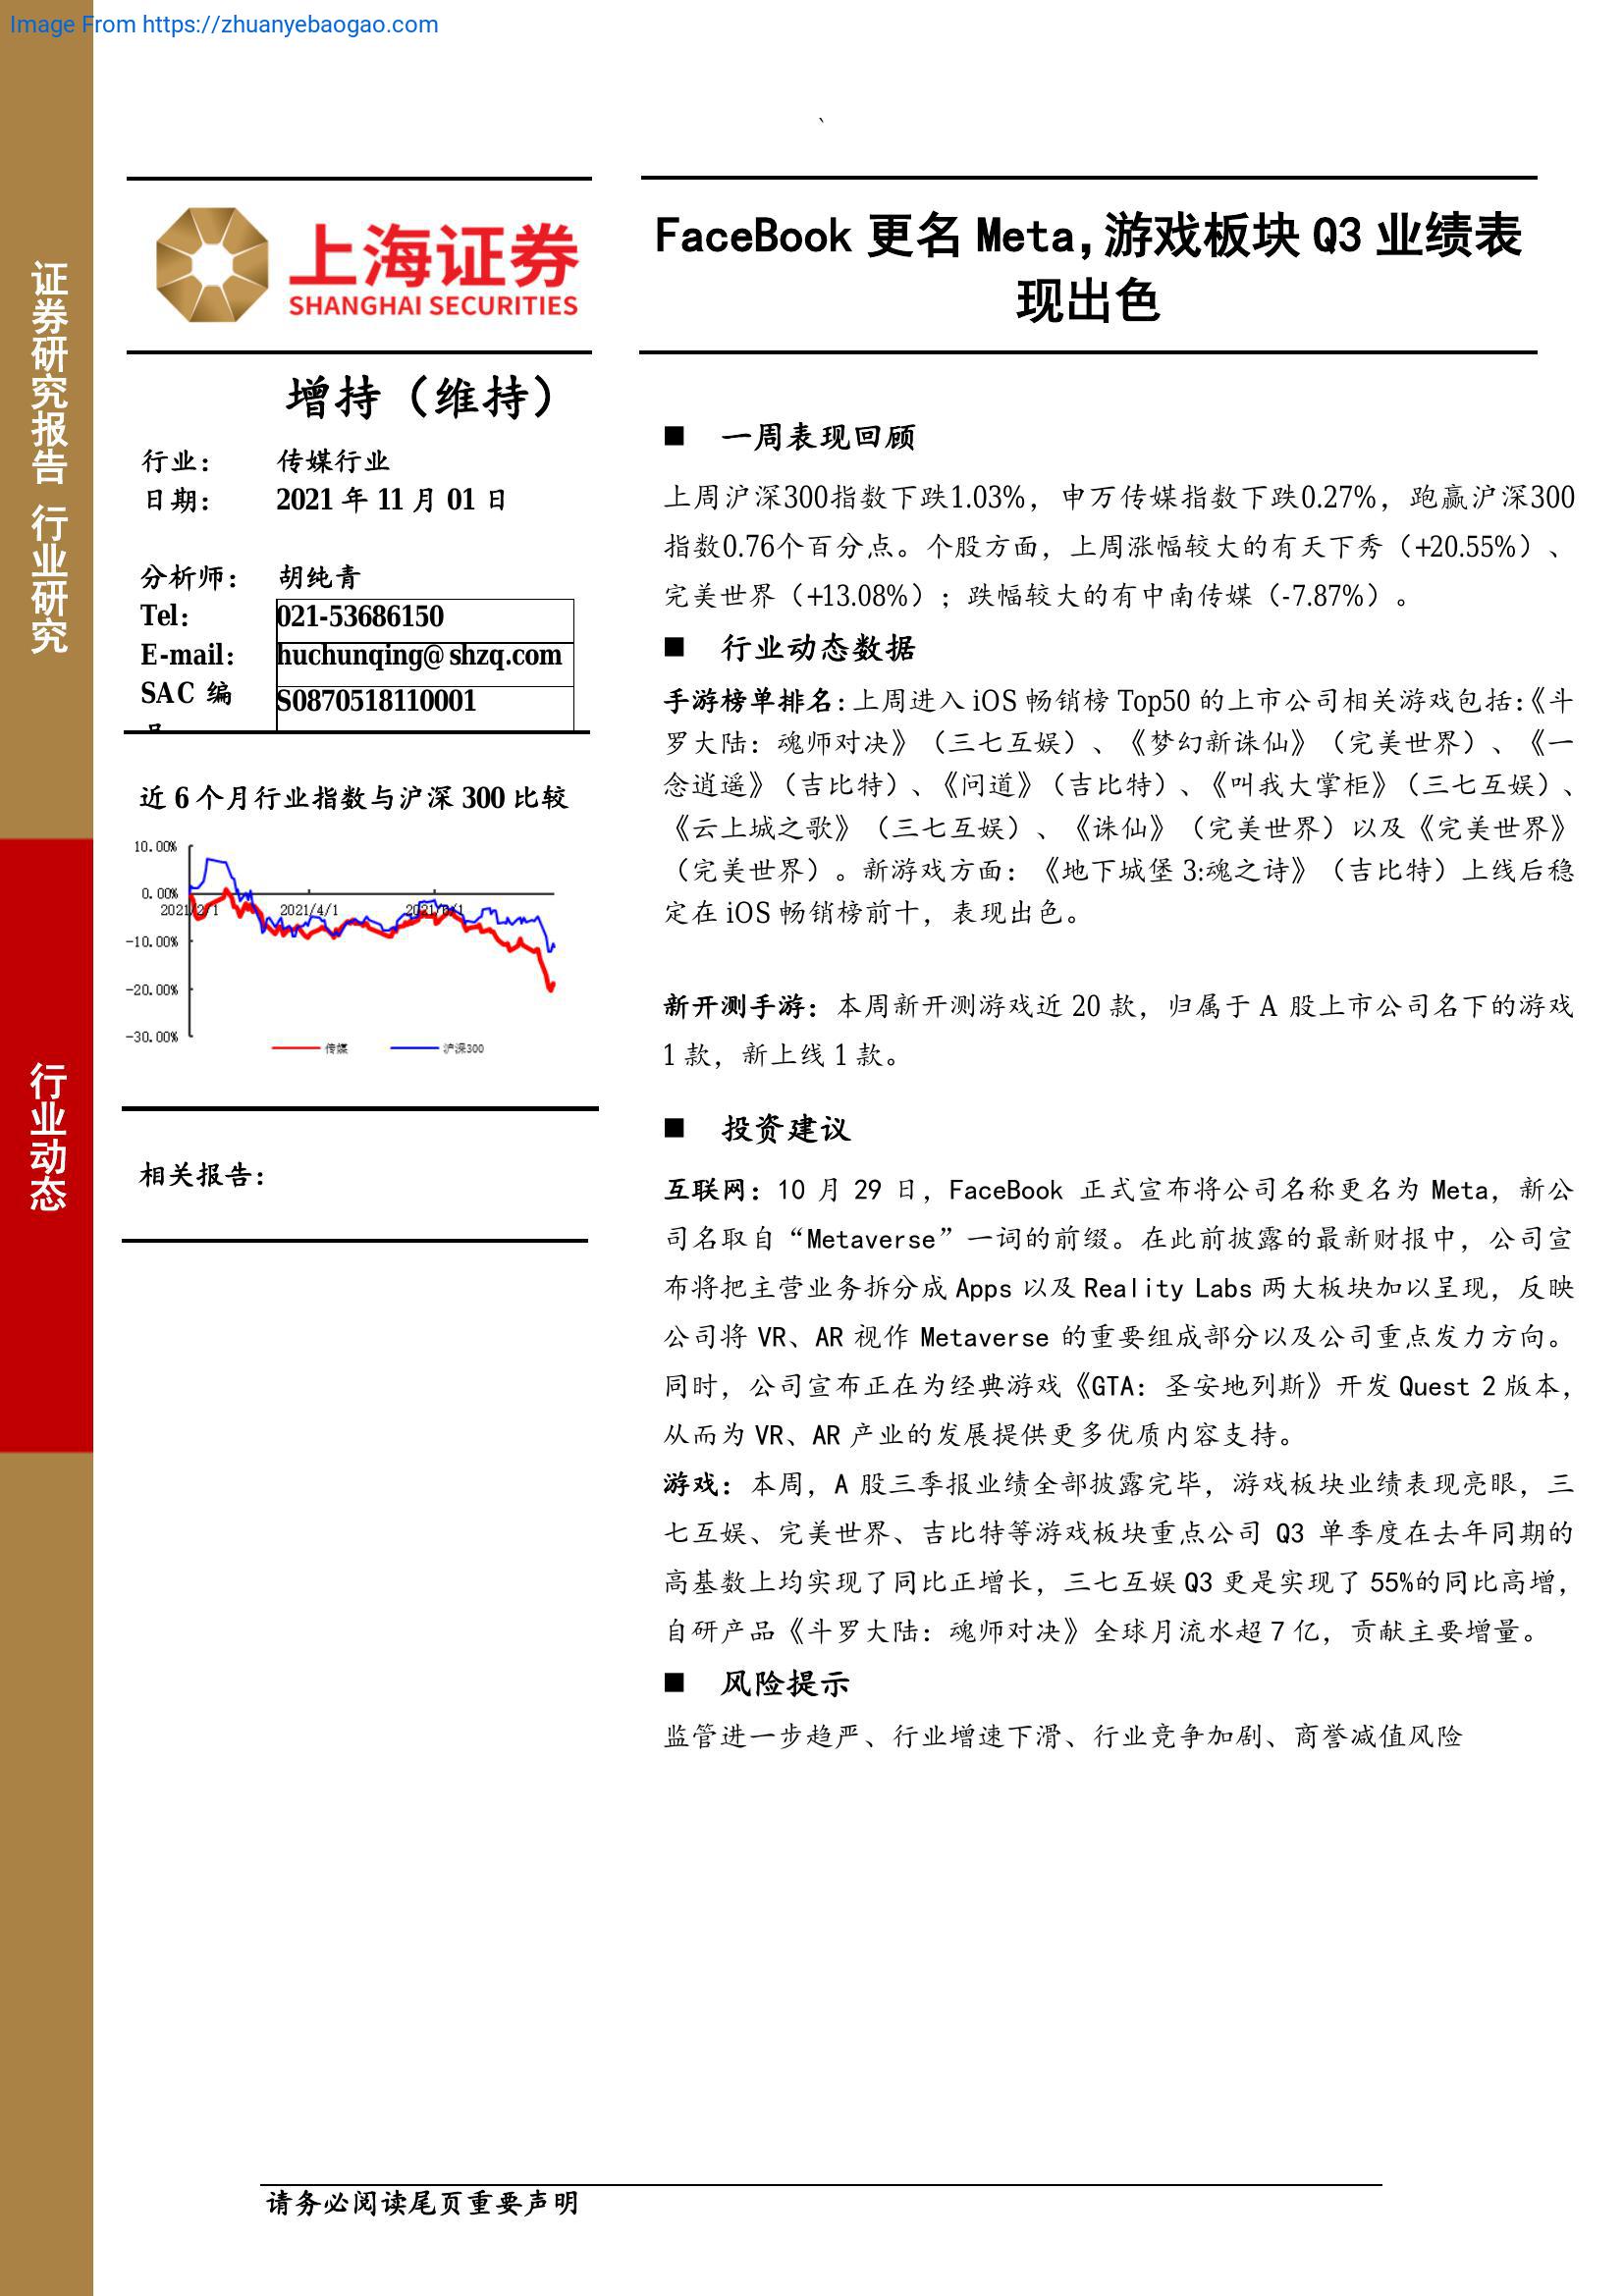 Image From https://zhuanyebaogao.com
、
证券研究报告 行业研究
行业动态
上海证券
SHANGHAI SECURITIES
增持（维持）
行业： 传媒行业
日期： 2021 年 11 月 01 日
分析师： 胡纯青
Tel： 021-53686150
E-mail： huchunqing@shzq.com
SAC 编 S0870518110001
近 6 个月行业指数与沪深 300 比较
10.00%
0.00%
2021/2/1 2021/4/1 2021/6/1
-10.00%
-20.00%
-30.00%
传媒 沪深300
相关报告：
FaceBook 更名 Meta,游戏板块 Q3 业绩表
现出色
■ 一周表现回顾
上周沪深300指数下跌1.03%，申万传媒指数下跌0.27%，跑赢沪深300
指数0.76个百分点。个股方面，上周涨幅较大的有天下秀（+20.55%）、
完美世界（+13.08%）；跌幅较大的有中南传媒（-7.87%）。
■ 行业动态数据
手游榜单排名：上周进入 iOS 畅销榜 Top50 的上市公司相关游戏包括：《斗
罗大陆：魂师对决》（三七互娱）、《梦幻新诛仙》（完美世界）、《一
念逍遥》（吉比特）、《问道》（吉比特）、《叫我大掌柜》（三七互娱）、
《云上城之歌》（三七互娱）、《诛仙》（完美世界）以及《完美世界》
（完美世界）。新游戏方面：《地下城堡 3:魂之诗》（吉比特）上线后稳
定在 iOS 畅销榜前十，表现出色。
新开测手游：本周新开测游戏近 20 款，归属于 A 股上市公司名下的游戏
1 款，新上线 1 款。
■ 投资建议
互联网：10 月 29 日，FaceBook 正式宣布将公司名称更名为 Meta，新公
司名取自“Metaverse”一词的前缀。在此前披露的最新财报中，公司宣
布将把主营业务拆分成 Apps 以及 Reality Labs 两大板块加以呈现，反映
公司将 VR、AR 视作 Metaverse 的重要组成部分以及公司重点发力方向。
同时，公司宣布正在为经典游戏《GTA：圣安地列斯》开发 Quest 2 版本，
从而为 VR、AR 产业的发展提供更多优质内容支持。
游戏：本周，A 股三季报业绩全部披露完毕，游戏板块业绩表现亮眼，三
七互娱、完美世界、吉比特等游戏板块重点公司 Q3 单季度在去年同期的
高基数上均实现了同比正增长，三七互娱 Q3 更是实现了 55%的同比高增，
自研产品《斗罗大陆：魂师对决》全球月流水超 7 亿，贡献主要增量。
■ 风险提示
监管进一步趋严、行业增速下滑、行业竞争加剧、商誉减值风险
请务必阅读尾页重要声明